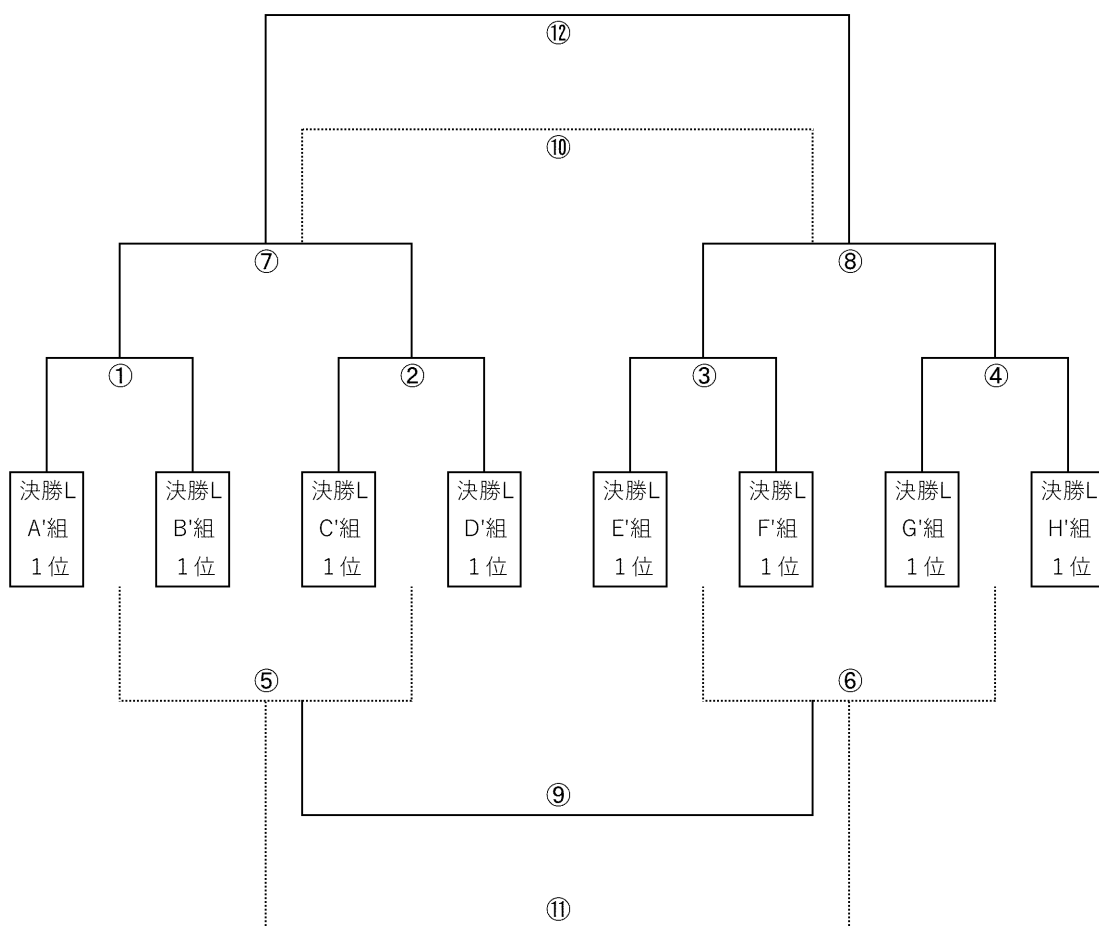 ⑫
⑩
⑦
⑧
①
②
③
④
決勝L
A'組
1位
決勝L
B'組
1位
決勝L
C'組
1位
決勝L
D'組
1位
決勝L
E'組
1位
決勝L
F'組
1位
決勝L
G'組
1位
決勝L
H'組
1位
⑤
⑥
⑨
⑪